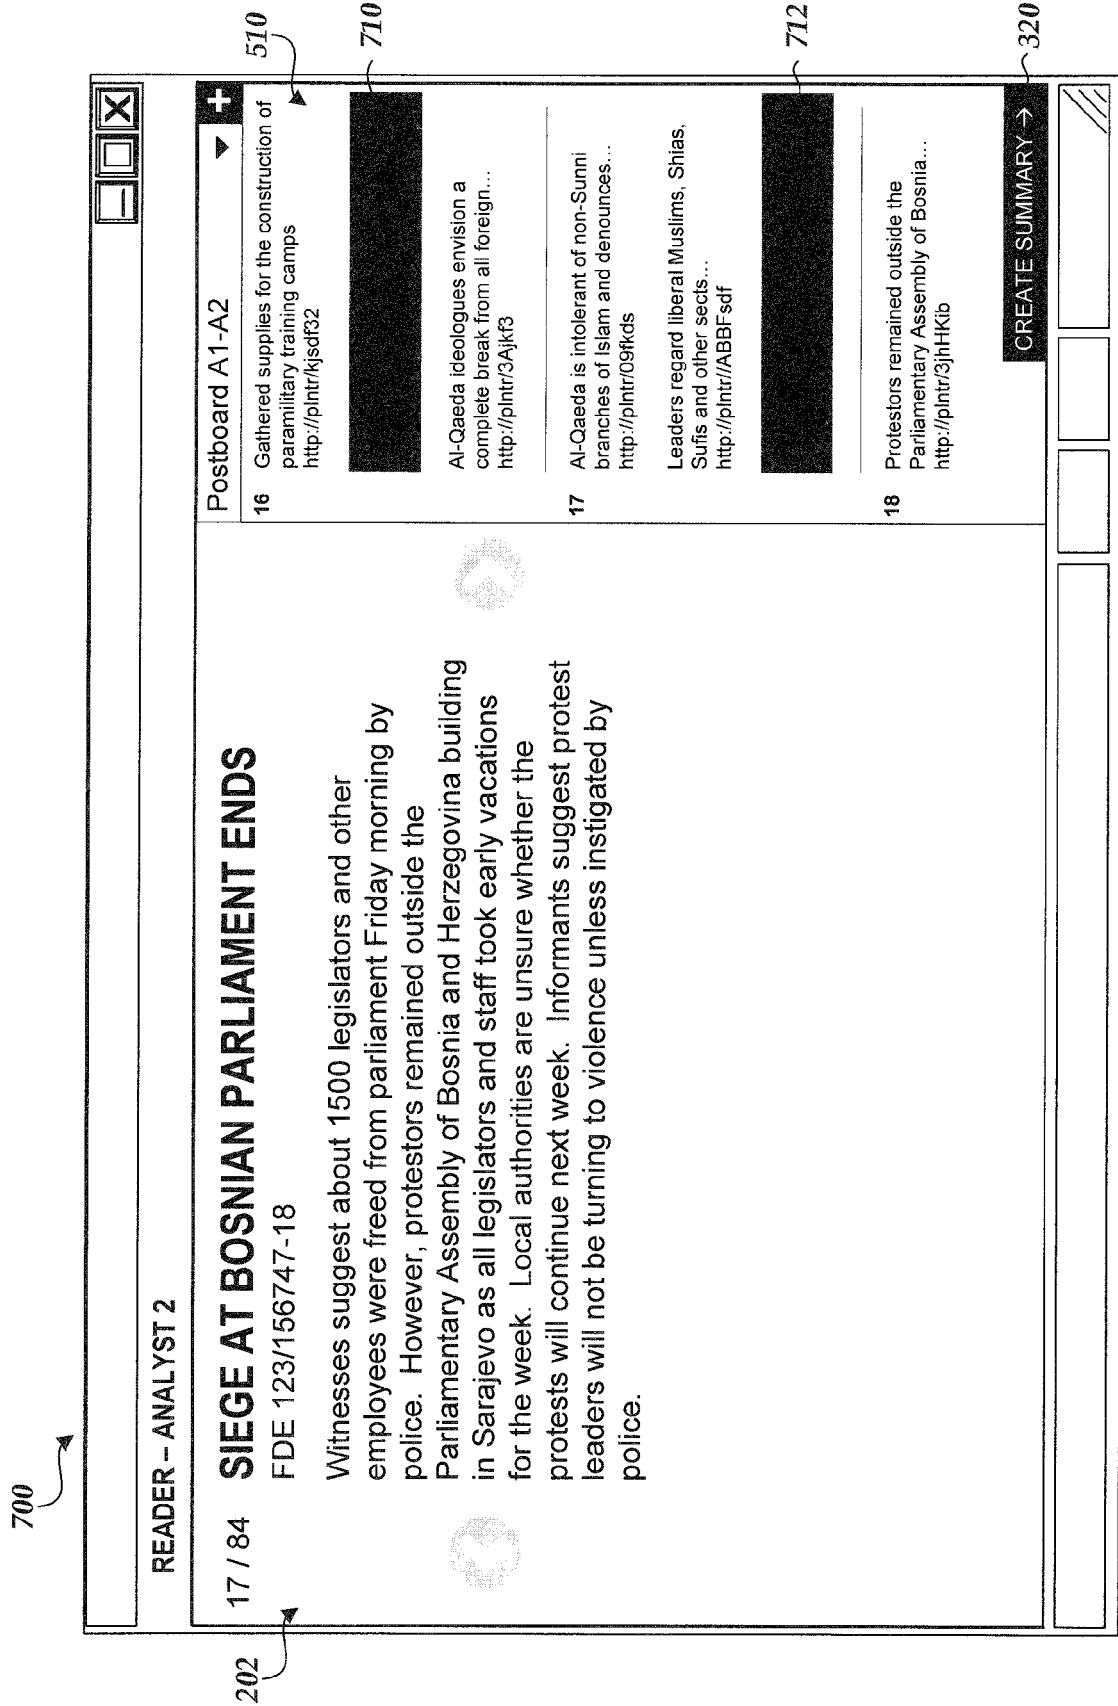 700
READER – ANALYST 2
202
17 / 84
SIEGE AT BOSNIAN PARLIAMENT ENDS
FDE 123/156747-18
Witnesses suggest about 1500 legislators and other
employees were freed from parliament Friday morning by
police. However, protestors remained outside the
Parliamentary Assembly of Bosnia and Herzegovina building
in Sarajevo as all legislators and staff took early vacations
for the week. Local authorities are unsure whether the
protests will continue next week. Informants suggest protest
leaders will not be turning to violence unless instigated by
police.
Postboard A1-A2
+
510
16
Gathered supplies for the construction of
paramilitary training camps
http://plntr/kjsdf32
710
Al-Qaeda ideologues envision a
complete break from all foreign...
http://plntr/3Ajkf3
17
Al-Qaeda is intolerant of non-Sunni
branches of Islam and denounces...
http://plntr/09fkds
Leaders regard liberal Muslims, Shias,
Sufis and other sects...
http://plntr//ABBFsdf
712
18
Protestors remained outside the
Parliamentary Assembly of Bosnia...
http://plntr/3jhHKib
CREATE SUMMARY →
320